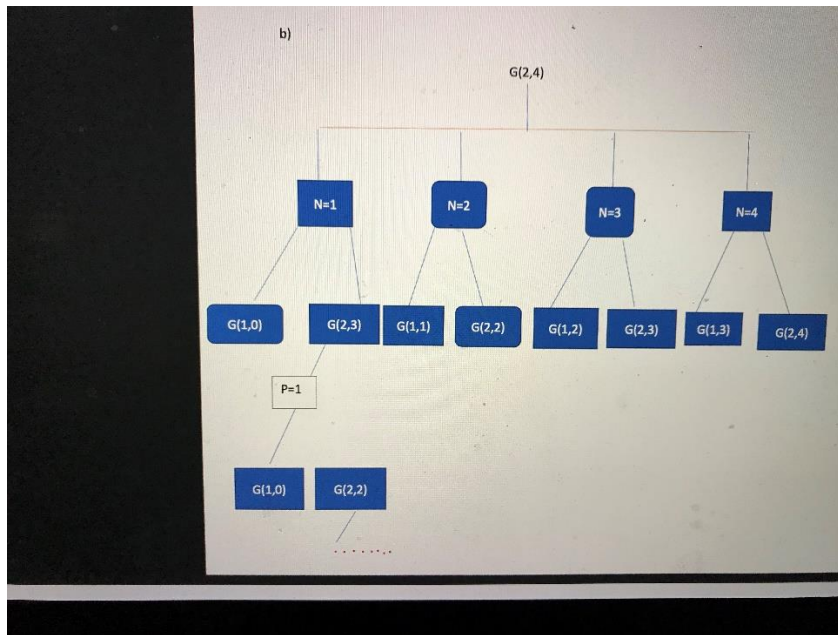 b)
G(2,4)
N=1 N=2 N=3 N=4
G(1,0) G(2,3) G(1,1) G(2,2) G(1,2) G(2,3) G(1,3) G(2,4)
P=1
G(1,0) G(2,2)
........